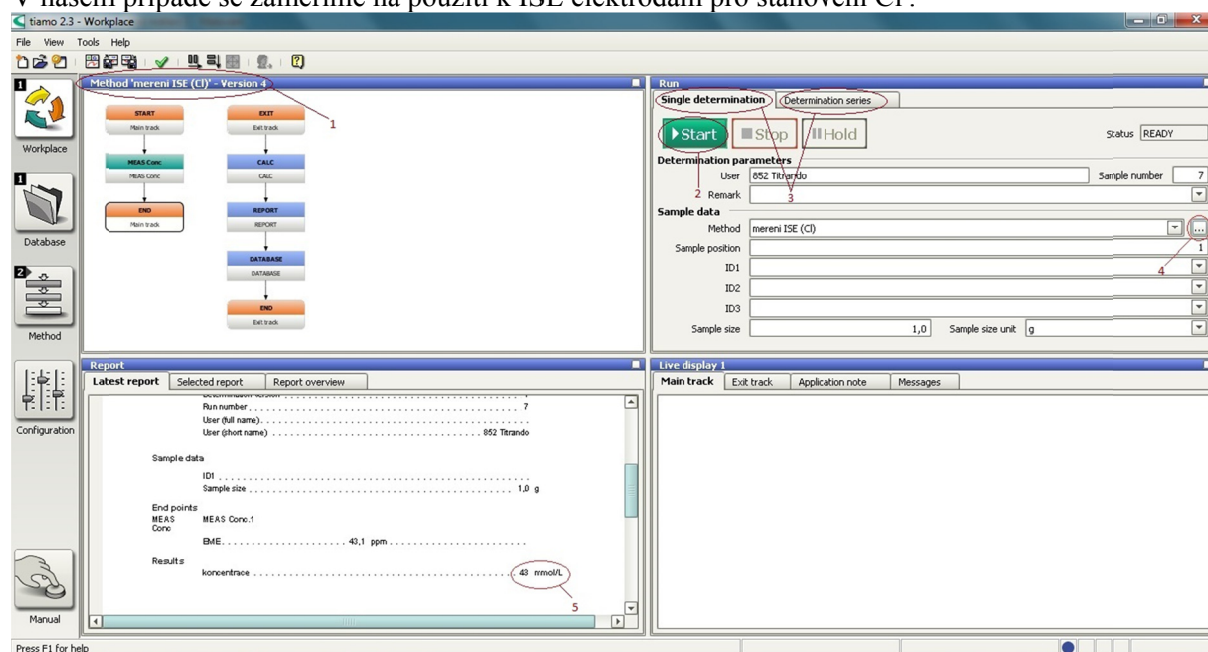 V našem případě se zaměříme na použití k ISE elektrodám pro stanovení Cl-.
tiamo 2.3 - Workplace
File View Tools Help
Method 'mereni ISE (Cl)' - Version 4
START
Main track
MEAS Conc
MEAS Conc
END
Main track
EXIT
Exit track
CALC
CALC
REPORT
REPORT
DATABASE
DATABASE
END
Exit track
1
1
Workplace
1
Database
2
Method
Configuration
Manual
Run
Single determination Determination series
Start Stop Hold
Status READY
Determination parameters
User 852 Titrando Sample number 7
2 Remark 3
Sample data
Method mereni ISE (Cl) ...
Sample position 1
4
ID1
ID2
ID3
Sample size 1,0 Sample size unit g
Report
Latest report Selected report Report overview
Run number 7
User (full name)
User (short name) 852 Titrando
Sample data
ID1
Sample size 1,0 g
End points
MEAS Conc MEAS Conc.1
EME 43,1 ppm
Results
koncentrace 43 mmol/L
5
Live display 1
Main track Exit track Application note Messages
Press F1 for help